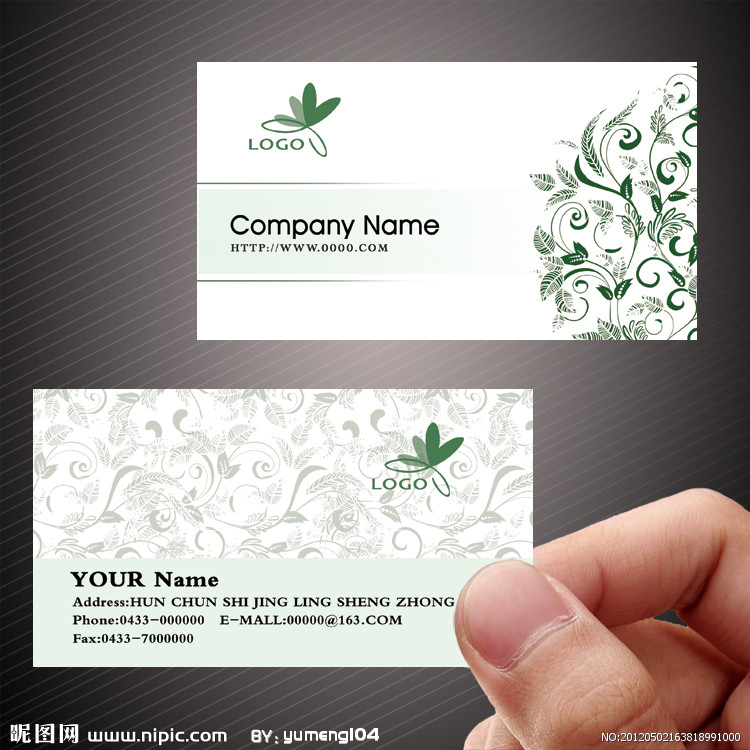 LOGO
Company Name
HTTP://WWW.0000.COM
LOGO
YOUR Name
Address:HUN CHUN SHI JING LING SHENG ZHONG
Phone:0433-000000 E-MALL:00000@163.COM
Fax:0433-7000000
昵图网 www.nipic.com BY:yumeng104 NO:20120502163818991000